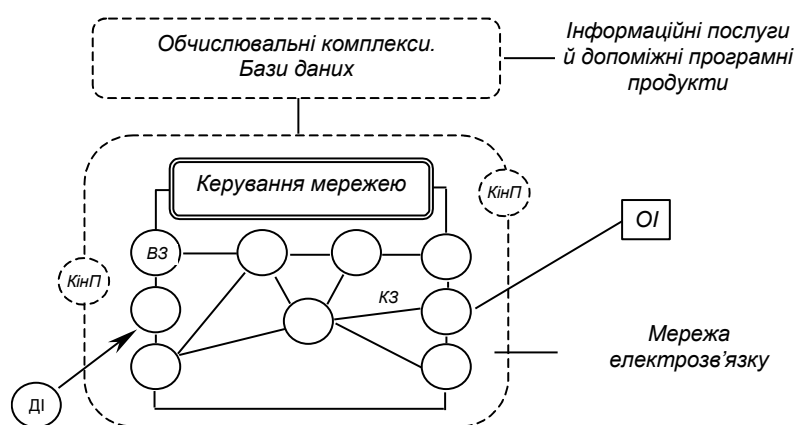 Обчислювальні комплекси.
Бази даних
Інформаційні послуги
й допоміжні програмні
продукти
Керування мережею
КінП
ОІ
ВЗ
КінП
КЗ
Мережа
електрозв'язку
ДІ